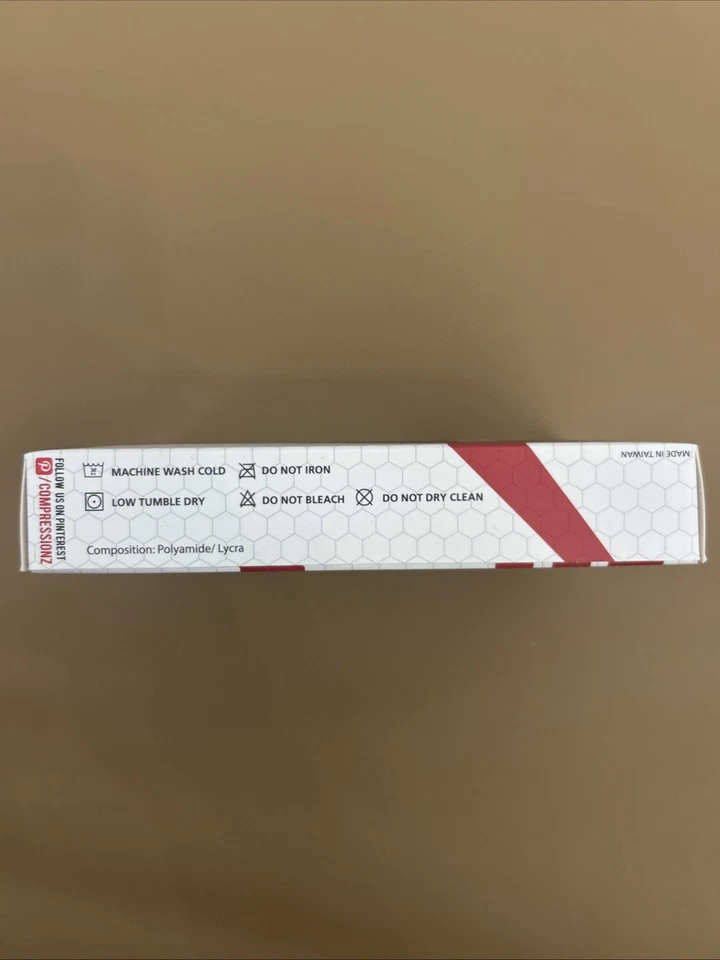 FOLLOW US ON PINTEREST
/COMPRESSIONZ
MACHINE WASH COLD
DO NOT IRON
LOW TUMBLE DRY
DO NOT BLEACH
DO NOT DRY CLEAN
Composition: Polyamide/ Lycra
MADE IN TAIWAN